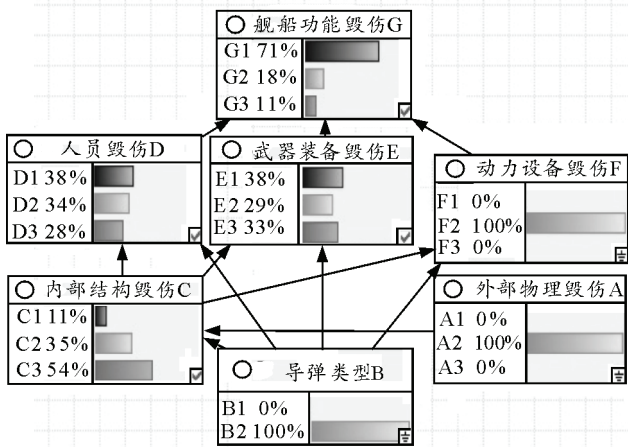 舰船功能毁伤G
G1 71%
G2 18%
G3 11%
人员毁伤D
D1 38%
D2 34%
D3 28%
武器装备毁伤E
E1 38%
E2 29%
E3 33%
动力设备毁伤F
F1 0%
F2 100%
F3 0%
内部结构毁伤C
C1 11%
C2 35%
C3 54%
外部物理毁伤A
A1 0%
A2 100%
A3 0%
导弹类型B
B1 0%
B2 100%